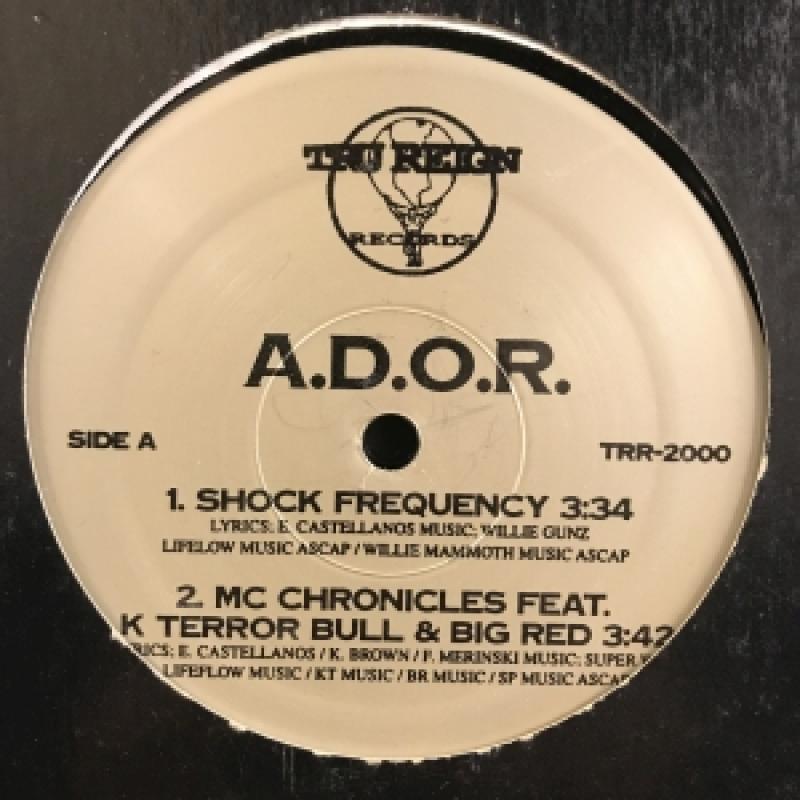 TRU REIGN
RECORDS
A.D.O.R.
SIDE A
TRR-2000
1. SHOCK FREQUENCY 3:34
LYRICS: E. CASTELLANOS MUSIC: WILLIE GUNZ
LIFELOW MUSIC ASCAP / WILLIE MAMMOTH MUSIC ASCAP
2. MC CHRONICLES FEAT.
K TERROR BULL & BIG RED 3:42
RICS: E. CASTELLANOS / K. BROWN / F. MERINSKI MUSIC: SUPER
LIFEFLOW MUSIC / KT MUSIC / BR MUSIC / SP MUSIC ASCAP